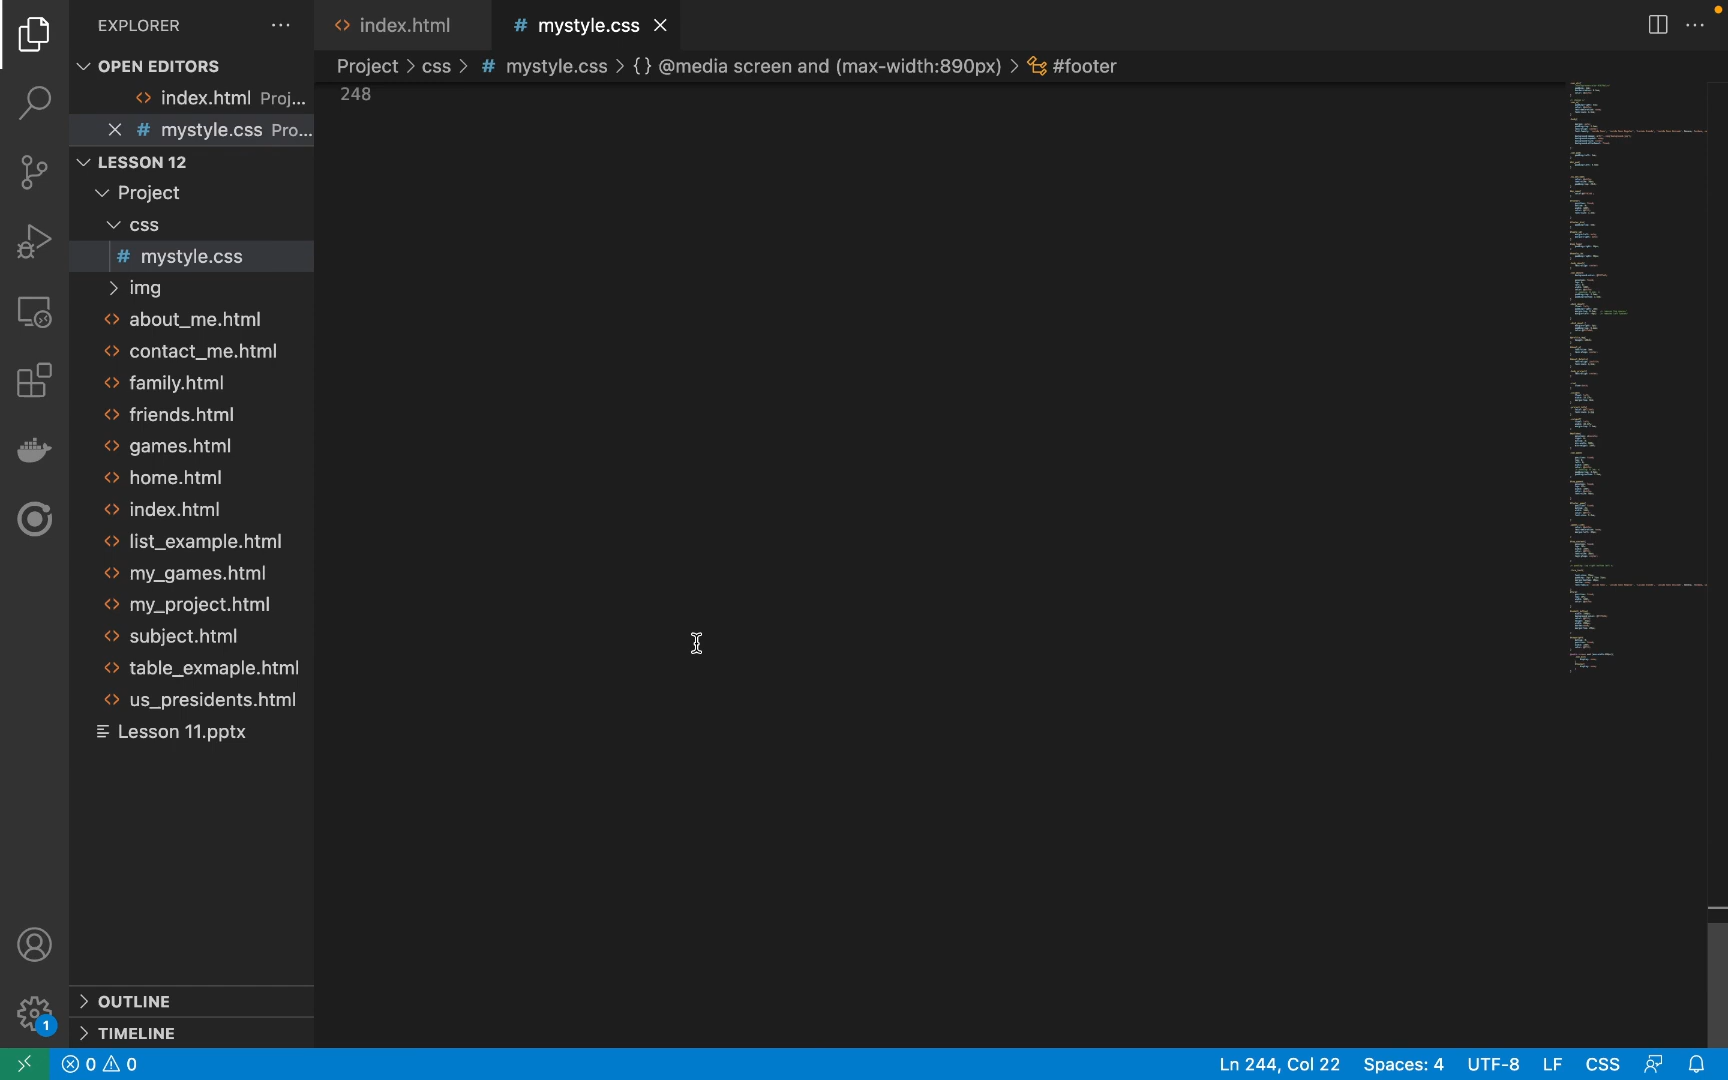 EXPLORER
index.html
mystyle.css
OPEN EDITORS
Project > css > # mystyle.css > {} @media screen and (max-width:890px) > #footer
index.html Proj...
248
# mystyle.css Pro...
LESSON 12
Project
css
# mystyle.css
img
about_me.html
contact_me.html
family.html
friends.html
games.html
home.html
index.html
list_example.html
my_games.html
my_project.html
subject.html
table_exmaple.html
us_presidents.html
Lesson 11.pptx
OUTLINE
1
TIMELINE
0 0
Ln 244, Col 22 Spaces: 4 UTF-8 LF CSS